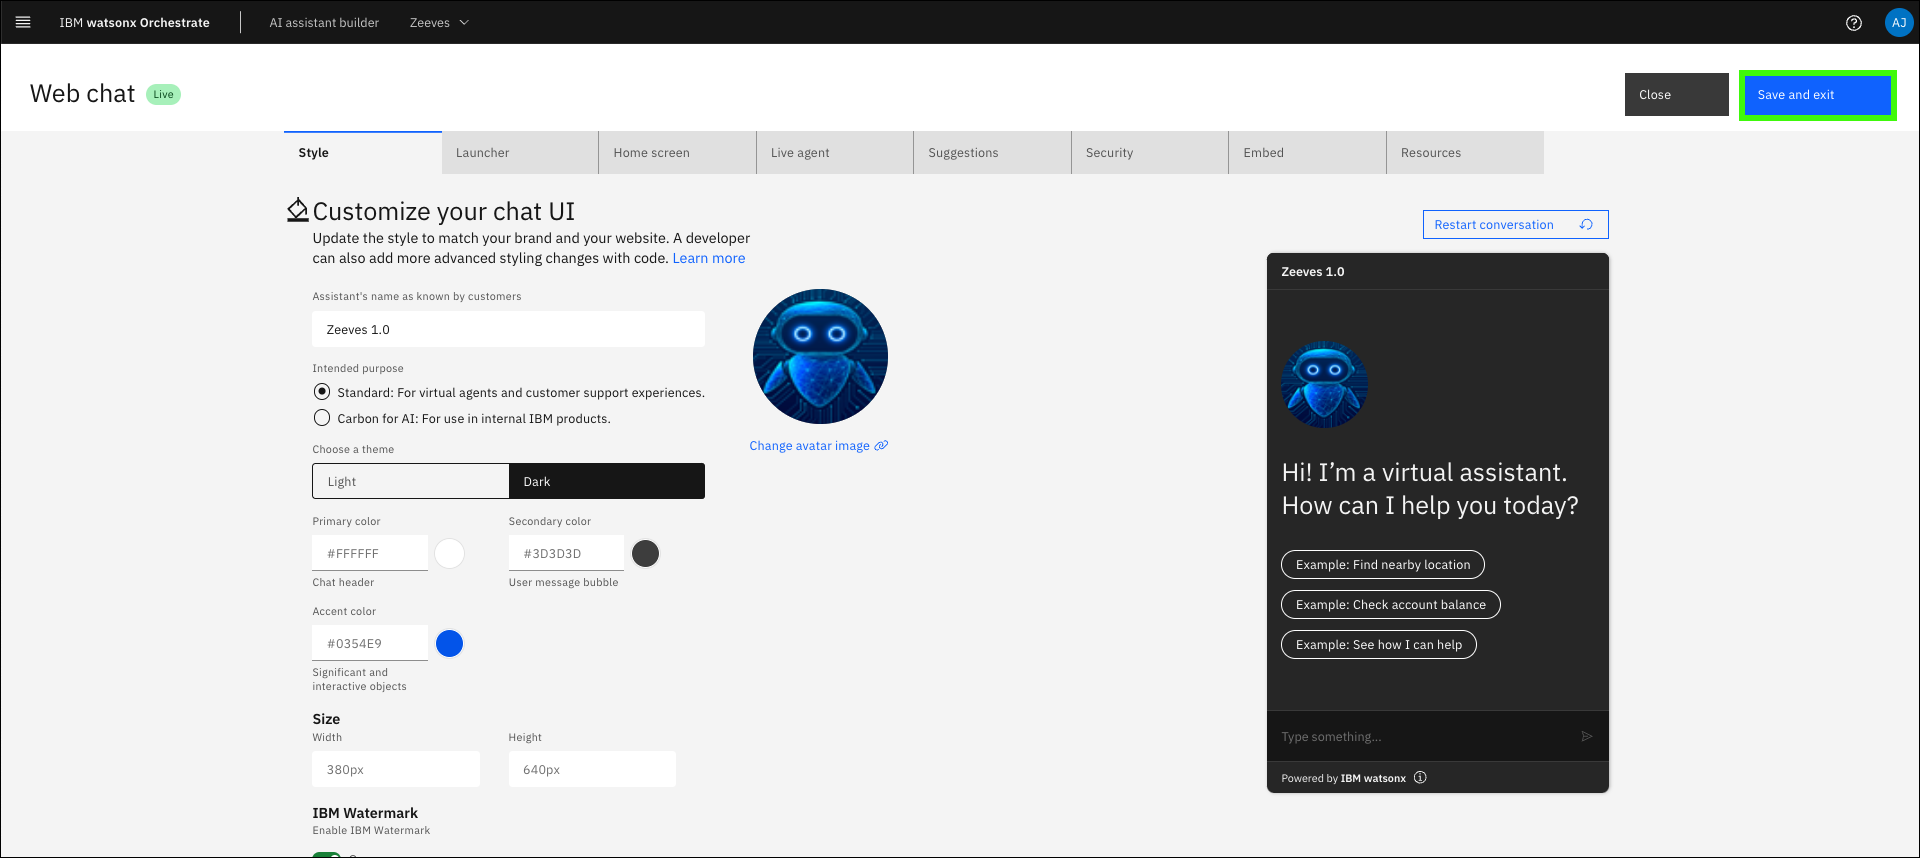 IBM watsonx Orchestrate
AI assistant builder
Zeeves
AJ
Web chat
Live
Close
Save and exit
Style
Launcher
Home screen
Live agent
Suggestions
Security
Embed
Resources
Customize your chat UI
Update the style to match your brand and your website. A developer
can also add more advanced styling changes with code. Learn more
Assistant's name as known by customers
Zeeves 1.0
Intended purpose
Standard: For virtual agents and customer support experiences.
Carbon for AI: For use in internal IBM products.
Choose a theme
Light
Dark
Primary color
Secondary color
#FFFFFF
#3D3D3D
Chat header
User message bubble
Accent color
#0354E9
Significant and
interactive objects
Size
Width
Height
380px
640px
IBM Watermark
Enable IBM Watermark
Change avatar image
Restart conversation
Zeeves 1.0
Hi! I’m a virtual assistant.
How can I help you today?
Example: Find nearby location
Example: Check account balance
Example: See how I can help
Type something...
Powered by IBM watsonx